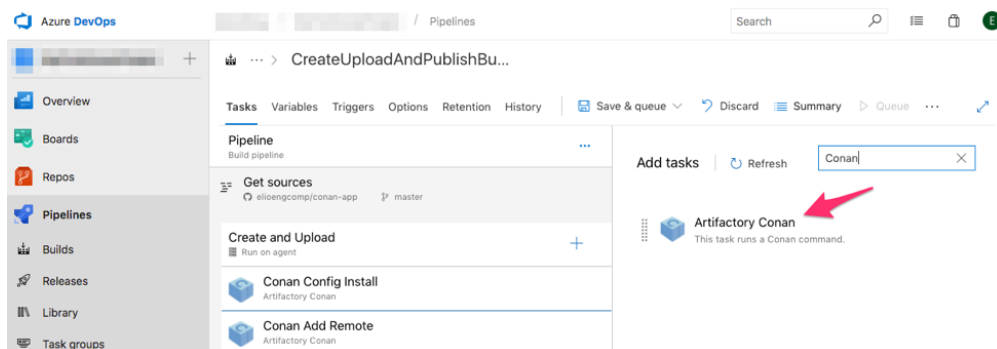 Azure DevOps
/ Pipelines
Search
E
··· > CreateUploadAndPublishBu...
Overview
Boards
Repos
Pipelines
Builds
Releases
Library
Task groups
Tasks Variables Triggers Options Retention History Save & queue Discard Summary Queue ...
Pipeline
Build pipeline
...
Get sources
elioengcomp/conan-app master
Create and Upload
Run on agent
Conan Config Install
Artifactory Conan
Conan Add Remote
Artifactory Conan
Add tasks Refresh Conan
Artifactory Conan
This task runs a Conan command.